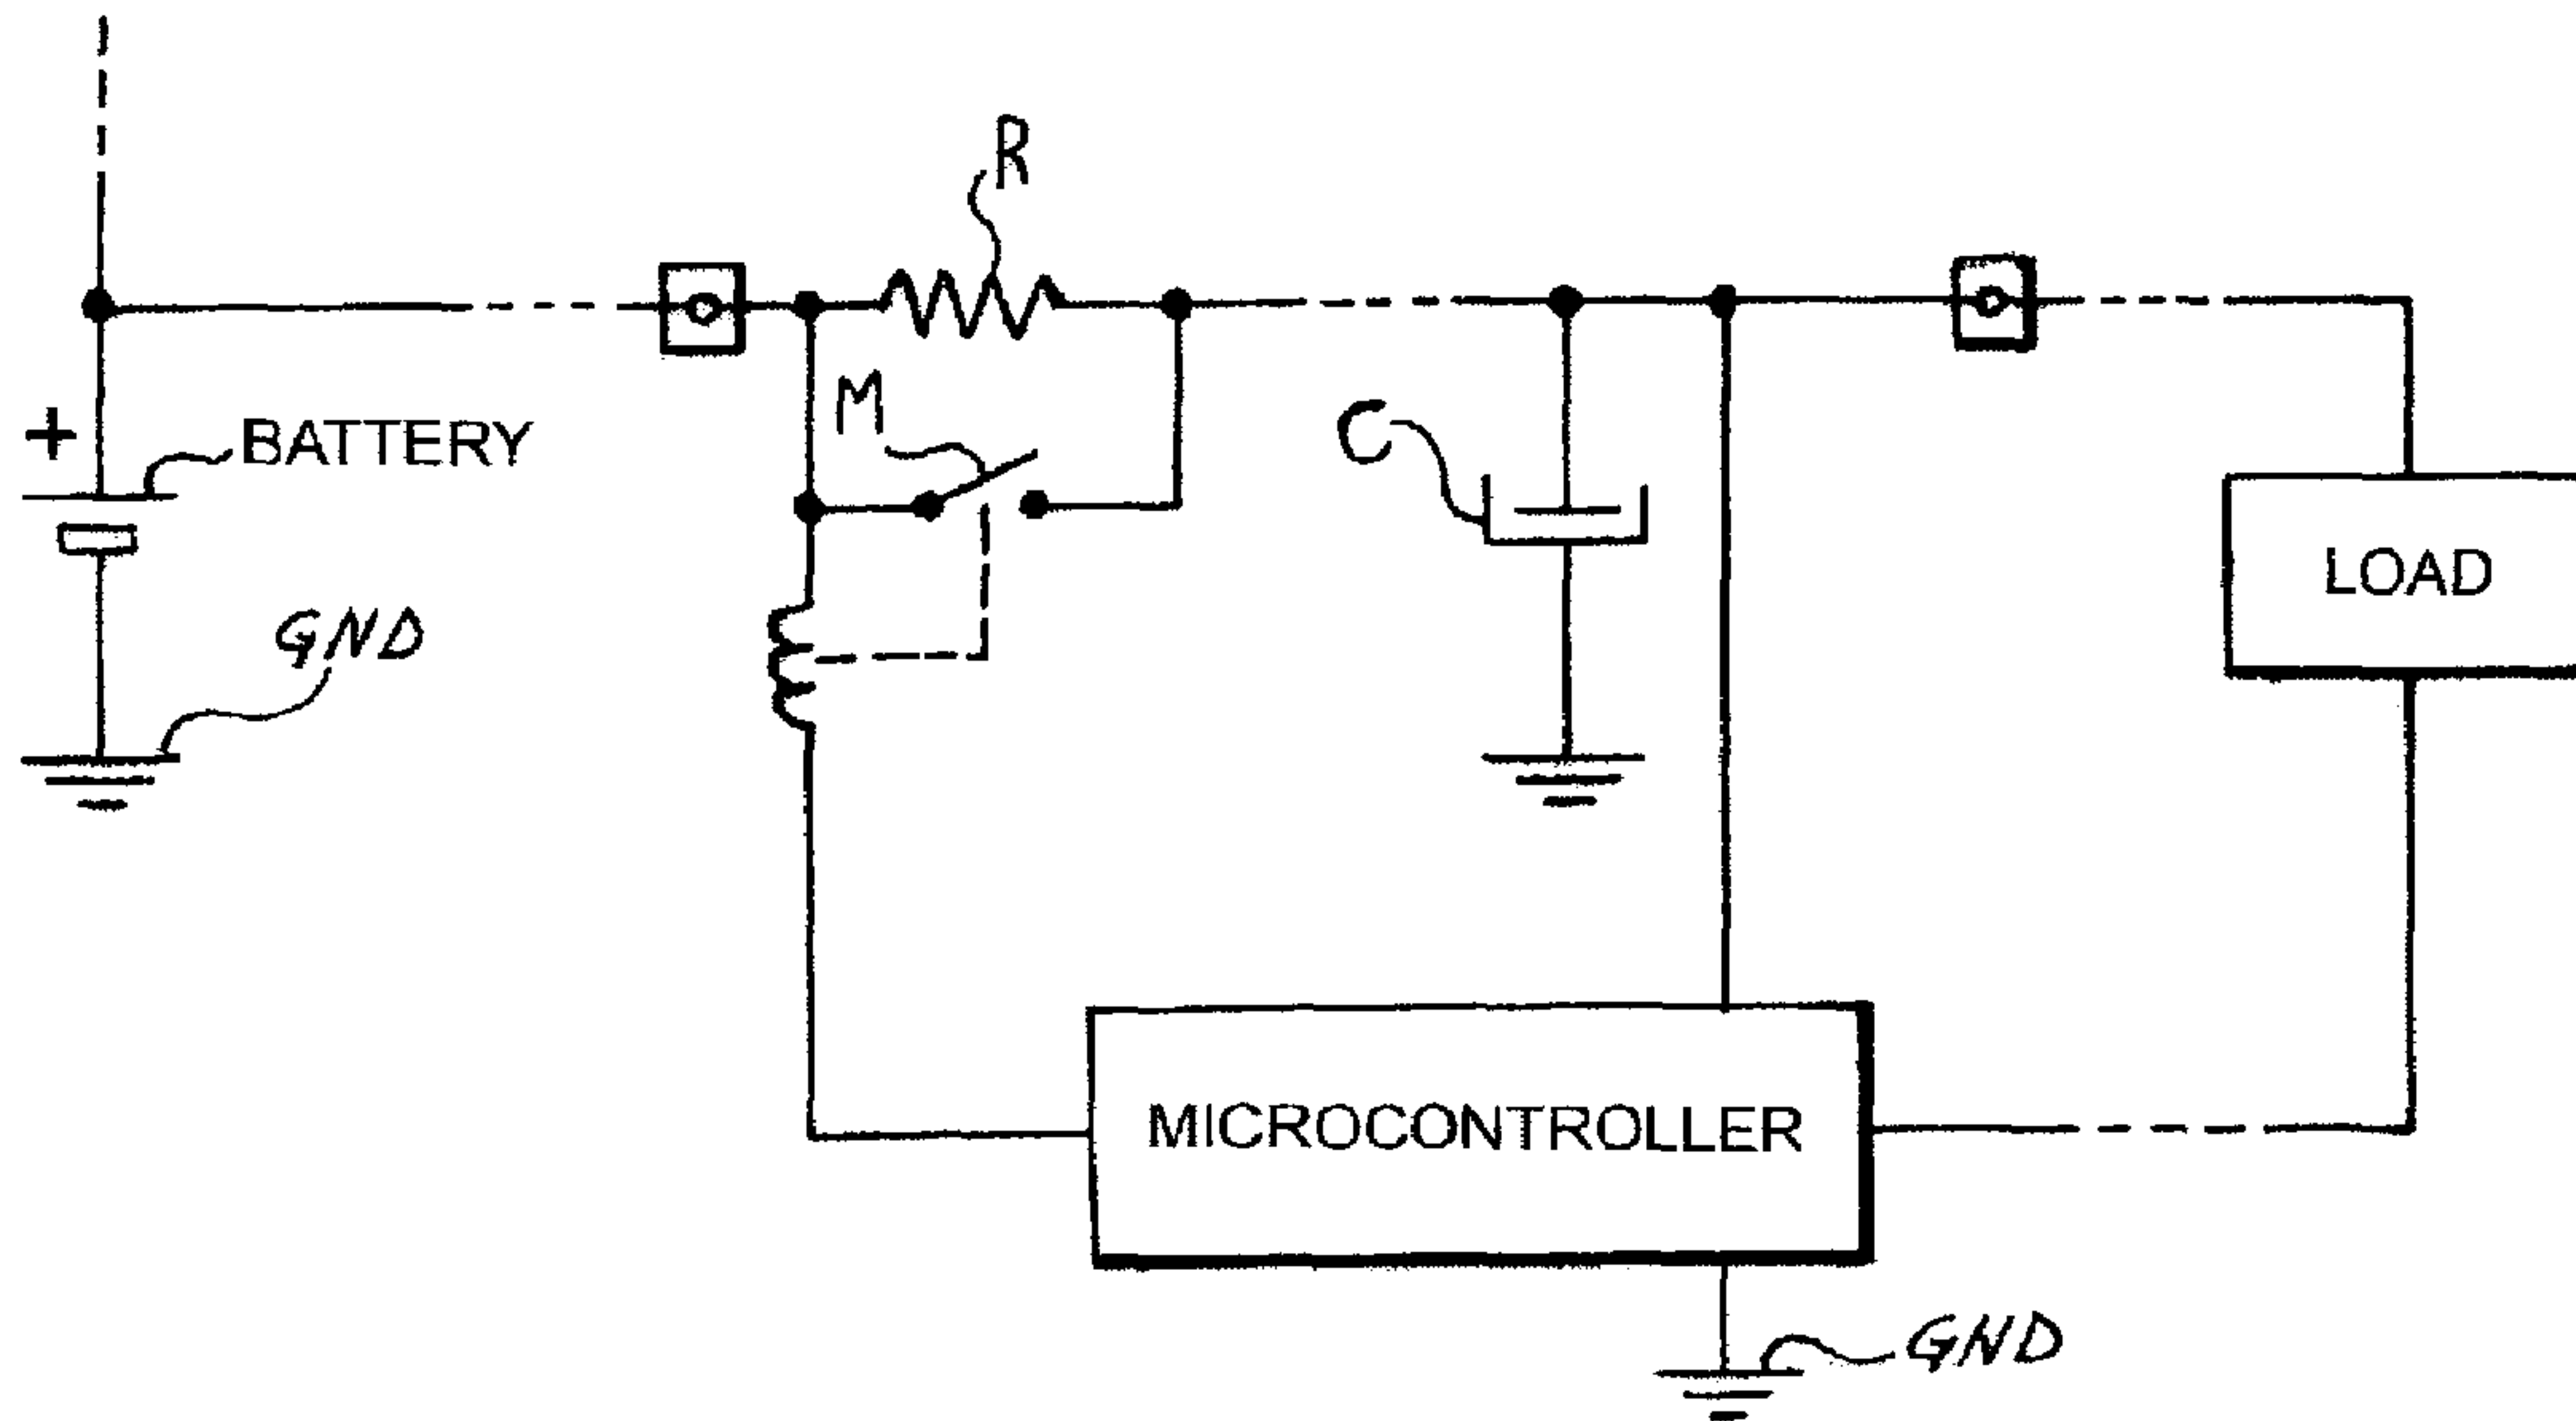 R
M
+
BATTERY
C
LOAD
GND
MICROCONTROLLER
GND